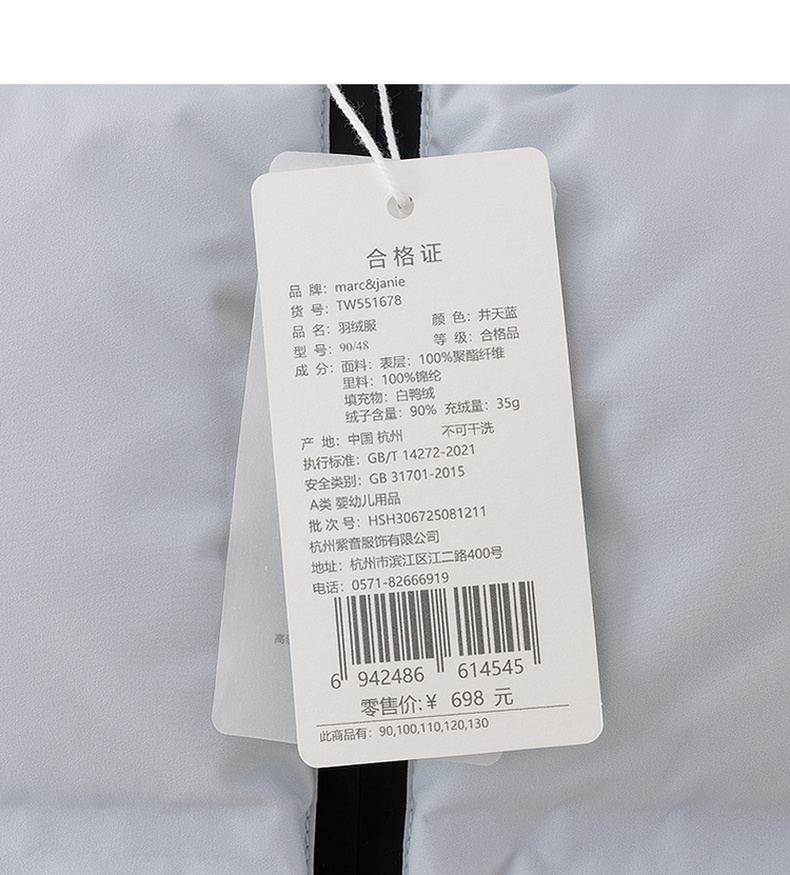 合格证
品 牌：marc&janie
货 号：TW551678
品 名：羽绒服 颜 色：井天蓝
型 号：90/48 等 级：合格品
成 分：面料：表层：100%聚酯纤维
里料：100%锦纶
填充物：白鸭绒
绒子含量：90% 充绒量：35g
产 地：中国 杭州 不可干洗
执行标准：GB/T 14272-2021
安全类别：GB 31701-2015
A类 婴幼儿用品
批 次 号：HSH306725081211
杭州紫音服饰有限公司
地址：杭州市滨江区江二路400号
电话：0571-82666919
6 942486 614545
零售价:¥ 698 元
此商品有：90,100,110,120,130
高